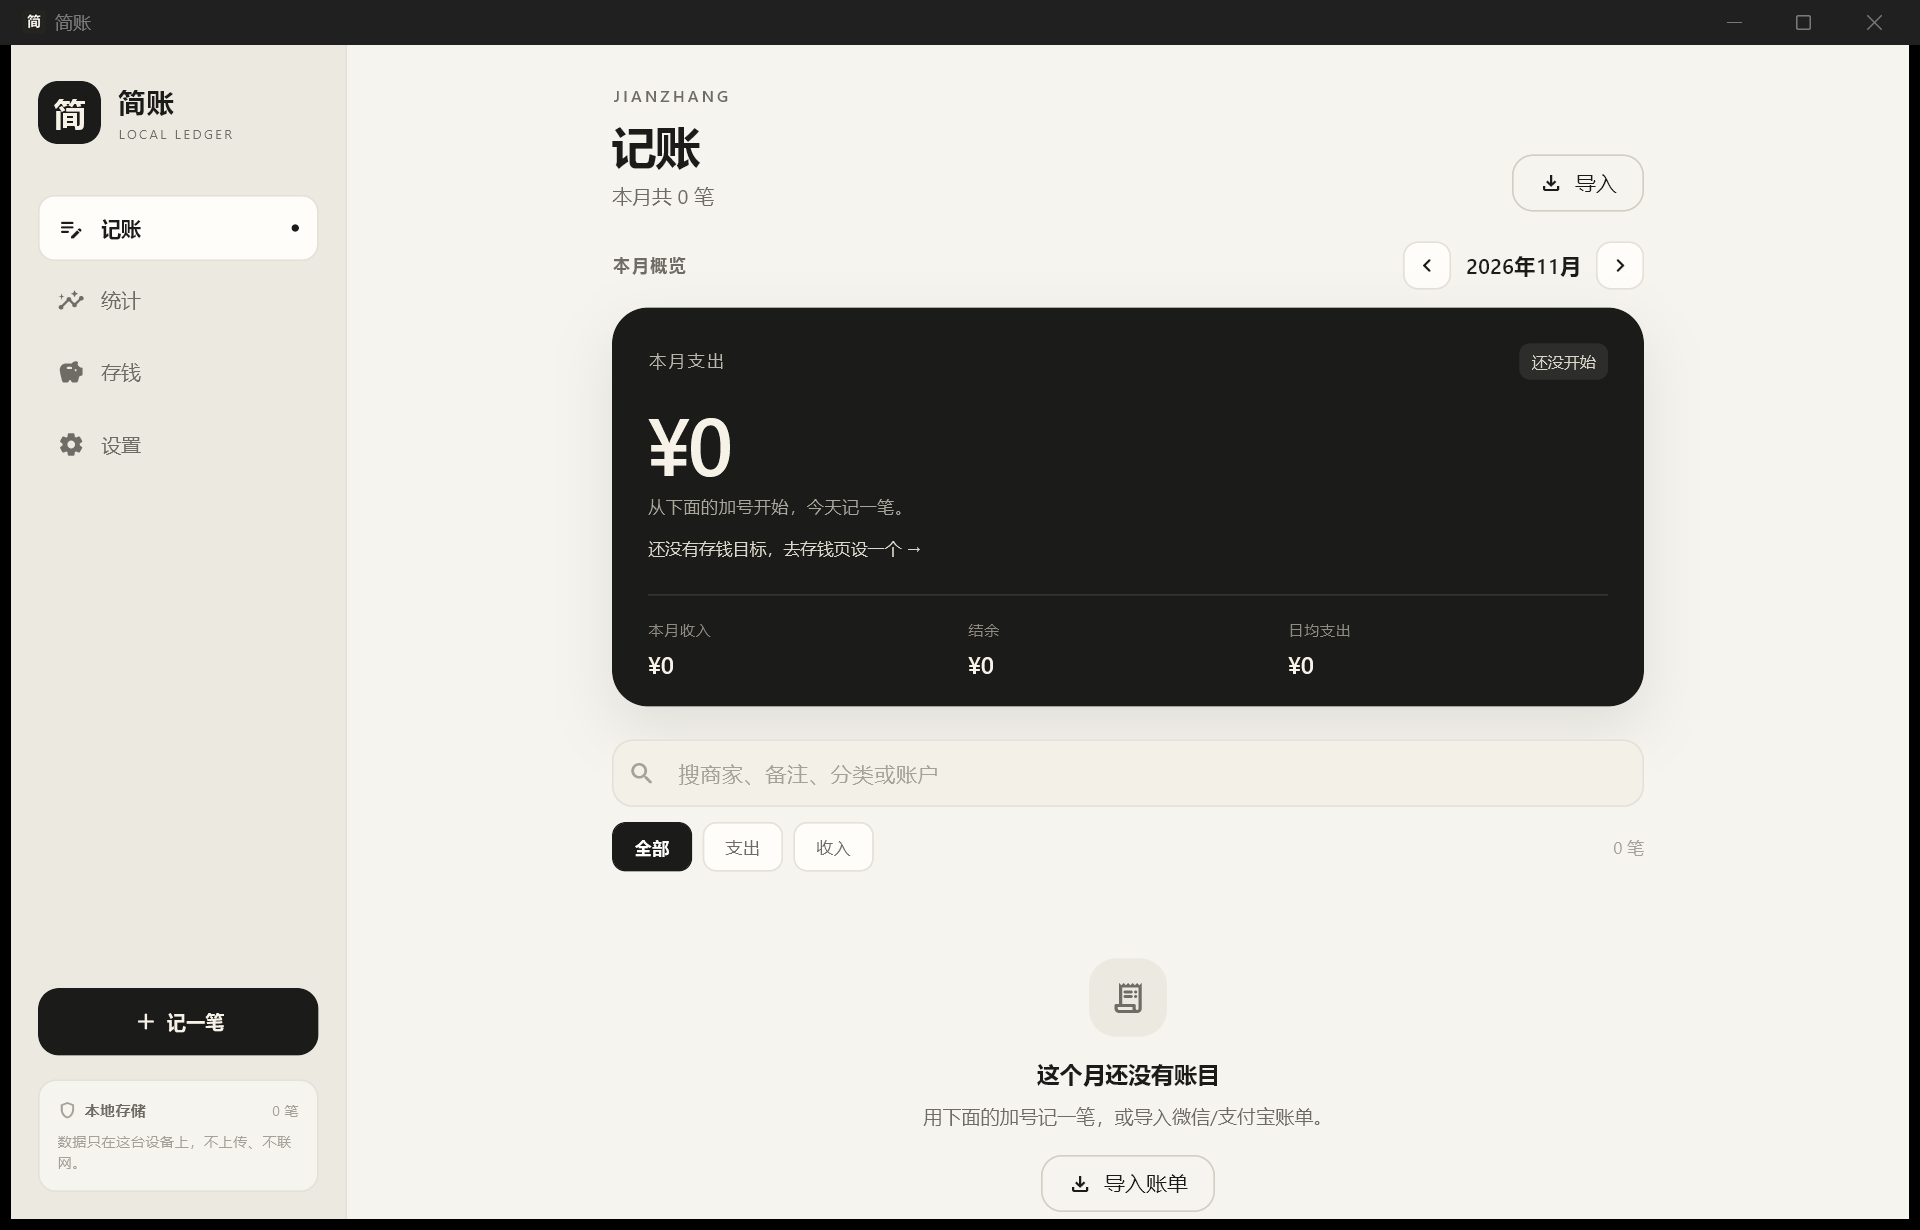 简 简账
简 简账
LOCAL LEDGER
记账
统计
存钱
设置
记一笔
本地存储 0 笔
数据只在这台设备上，不上传、不联
网。
JIANZHANG
记账
本月共 0 笔
导入
本月概览
2026年11月
本月支出
还没开始
¥0
从下面的加号开始，今天记一笔。
还没有存钱目标，去存钱页设一个 →
本月收入 结余 日均支出
¥0 ¥0 ¥0
搜商家、备注、分类或账户
全部 支出 收入 0 笔
这个月还没有账目
用下面的加号记一笔，或导入微信/支付宝账单。
导入账单